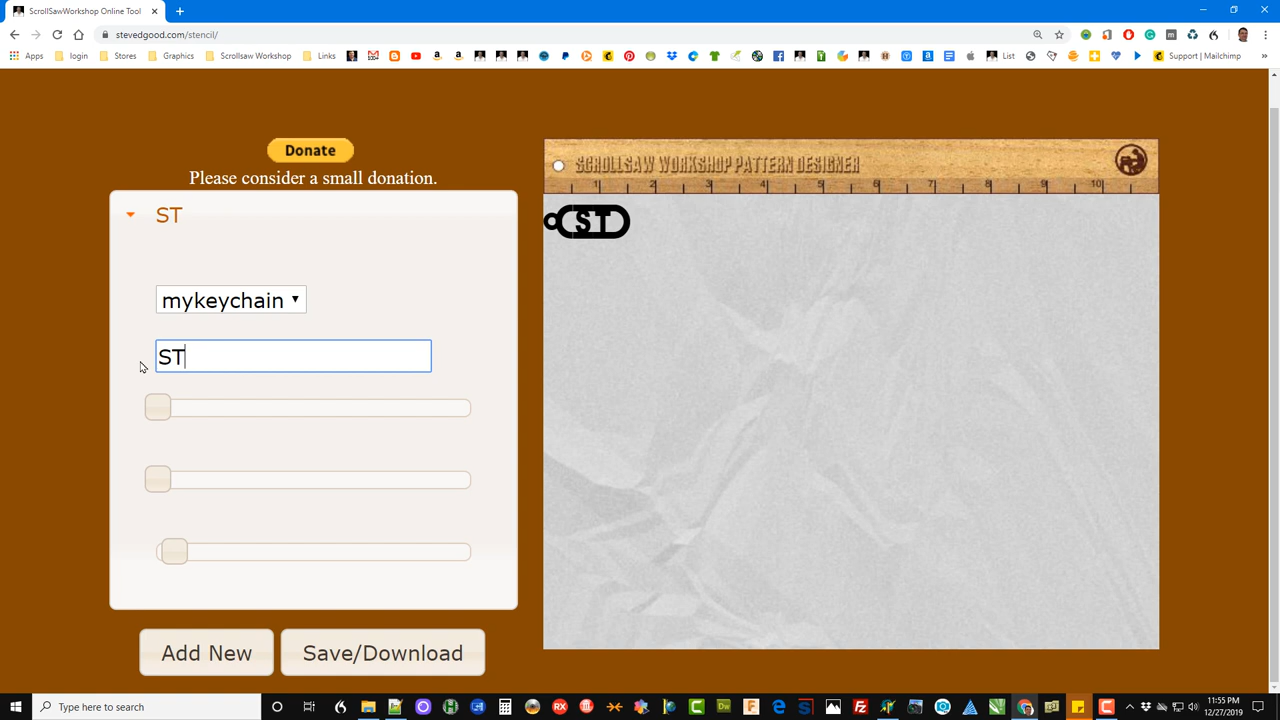 ScrollSawWorkshop Online Tool
stevedgood.com/stencil/
Apps
login
Stores
Graphics
Scrollsaw Workshop
Links
List
Support | Mailchimp
Donate
Please consider a small donation.
SCROLLSAW WORKSHOP PATTERN DESIGNER
1 2 3 4 5 6 7 8 9 10
ST
ST
mykeychain
ST
Add New
Save/Download
Type here to search
11:55 PM
12/27/2019